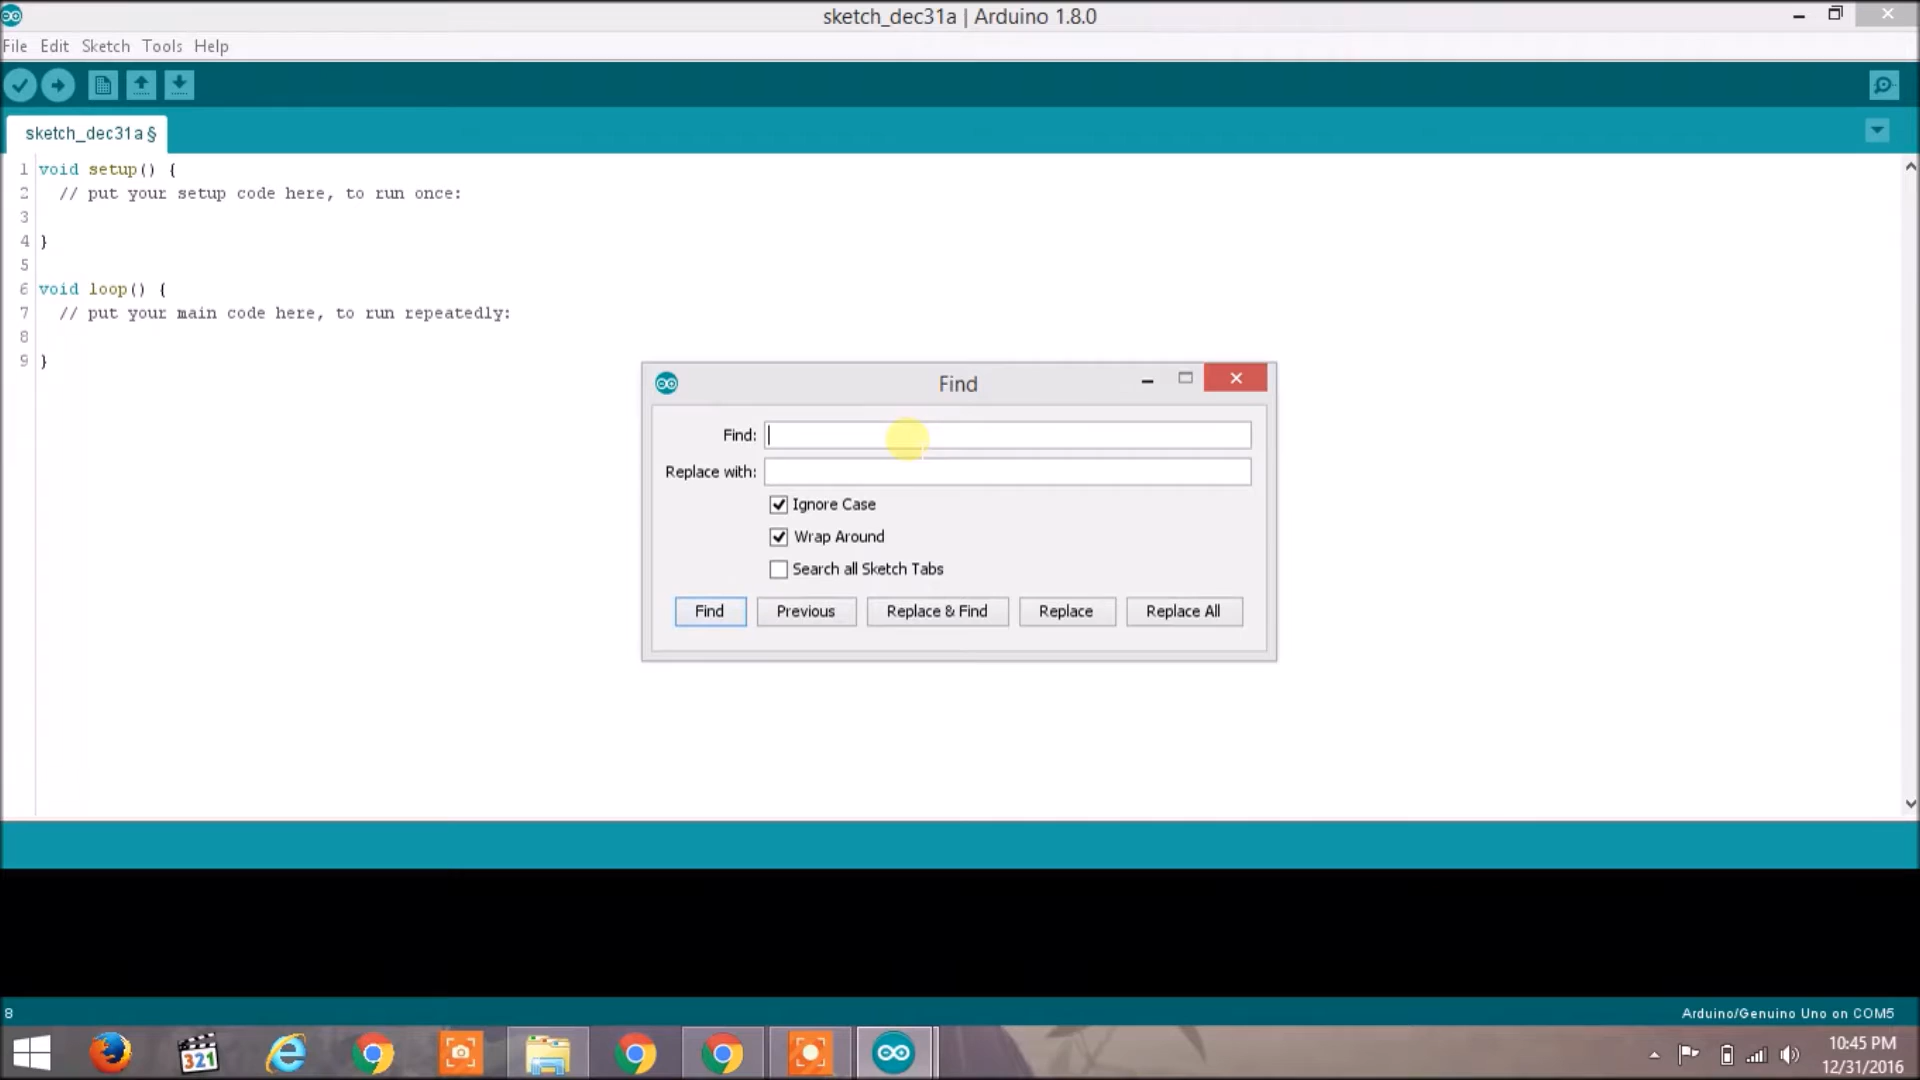 sketch_dec31a | Arduino 1.8.0
File Edit Sketch Tools Help
sketch_dec31a §
1 void setup() {
2 // put your setup code here, to run once:
3
4 }
5
6 void loop() {
7 // put your main code here, to run repeatedly:
8
9 }
Find
Find:
Replace with:
Ignore Case
Wrap Around
Search all Sketch Tabs
Find Previous Replace & Find Replace Replace All
8 Arduino/Genuino Uno on COM5
321
10:45 PM
12/31/2016